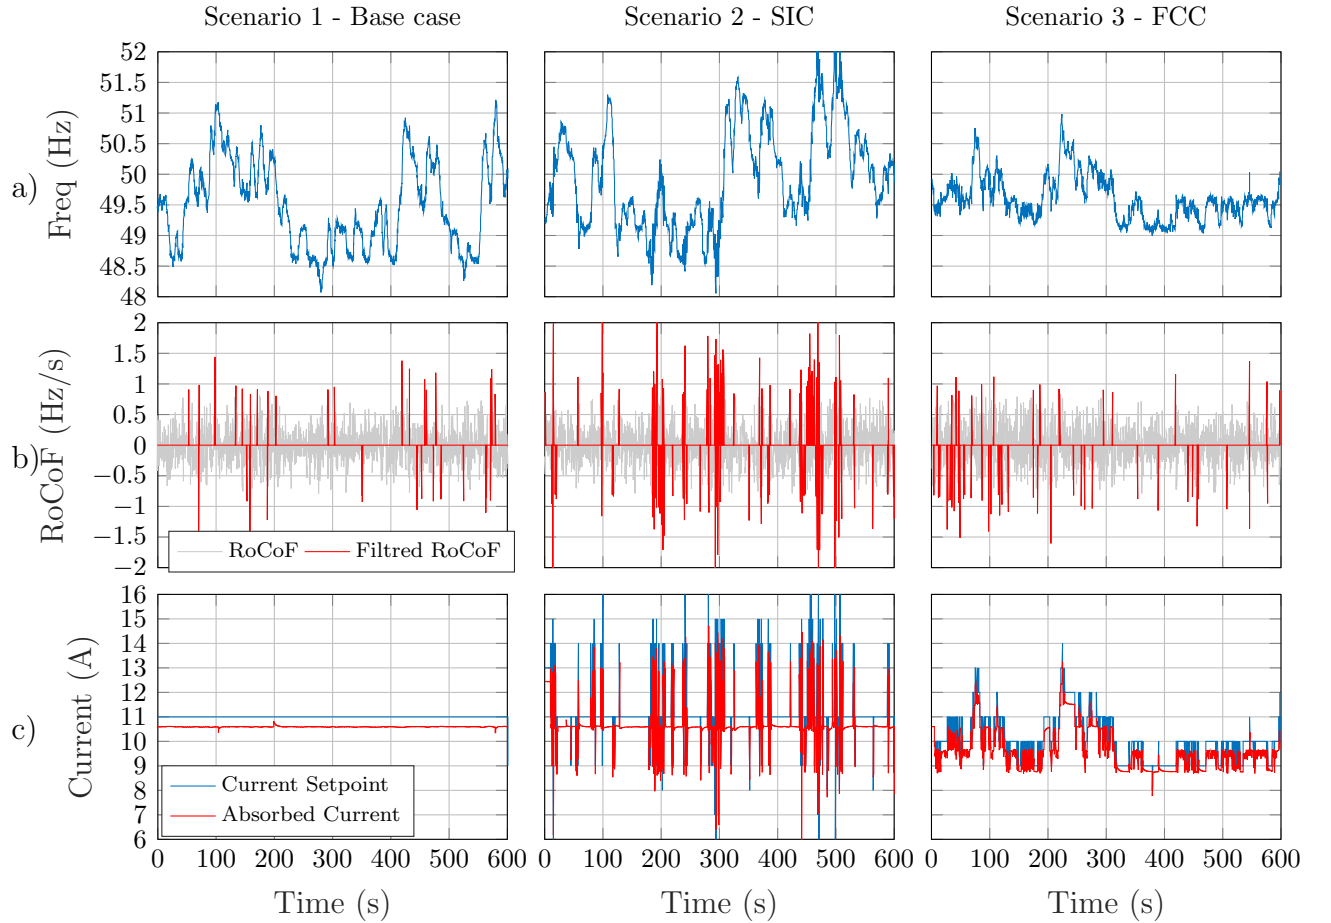 Scenario 1 - Base case
Scenario 2 - SIC
Scenario 3 - FCC
a)
Freq (Hz)
52
51.5
51
50.5
50
49.5
49
48.5
48
b)
RoCoF (Hz/s)
2
1.5
1
0.5
0
−0.5
−1
−1.5
−2
RoCoF
Filtred RoCoF
c)
Current (A)
16
15
14
13
12
11
10
9
8
7
6
Current Setpoint
Absorbed Current
0 100 200 300 400 500 600
0 100 200 300 400 500 600
0 100 200 300 400 500 600
Time (s)
Time (s)
Time (s)